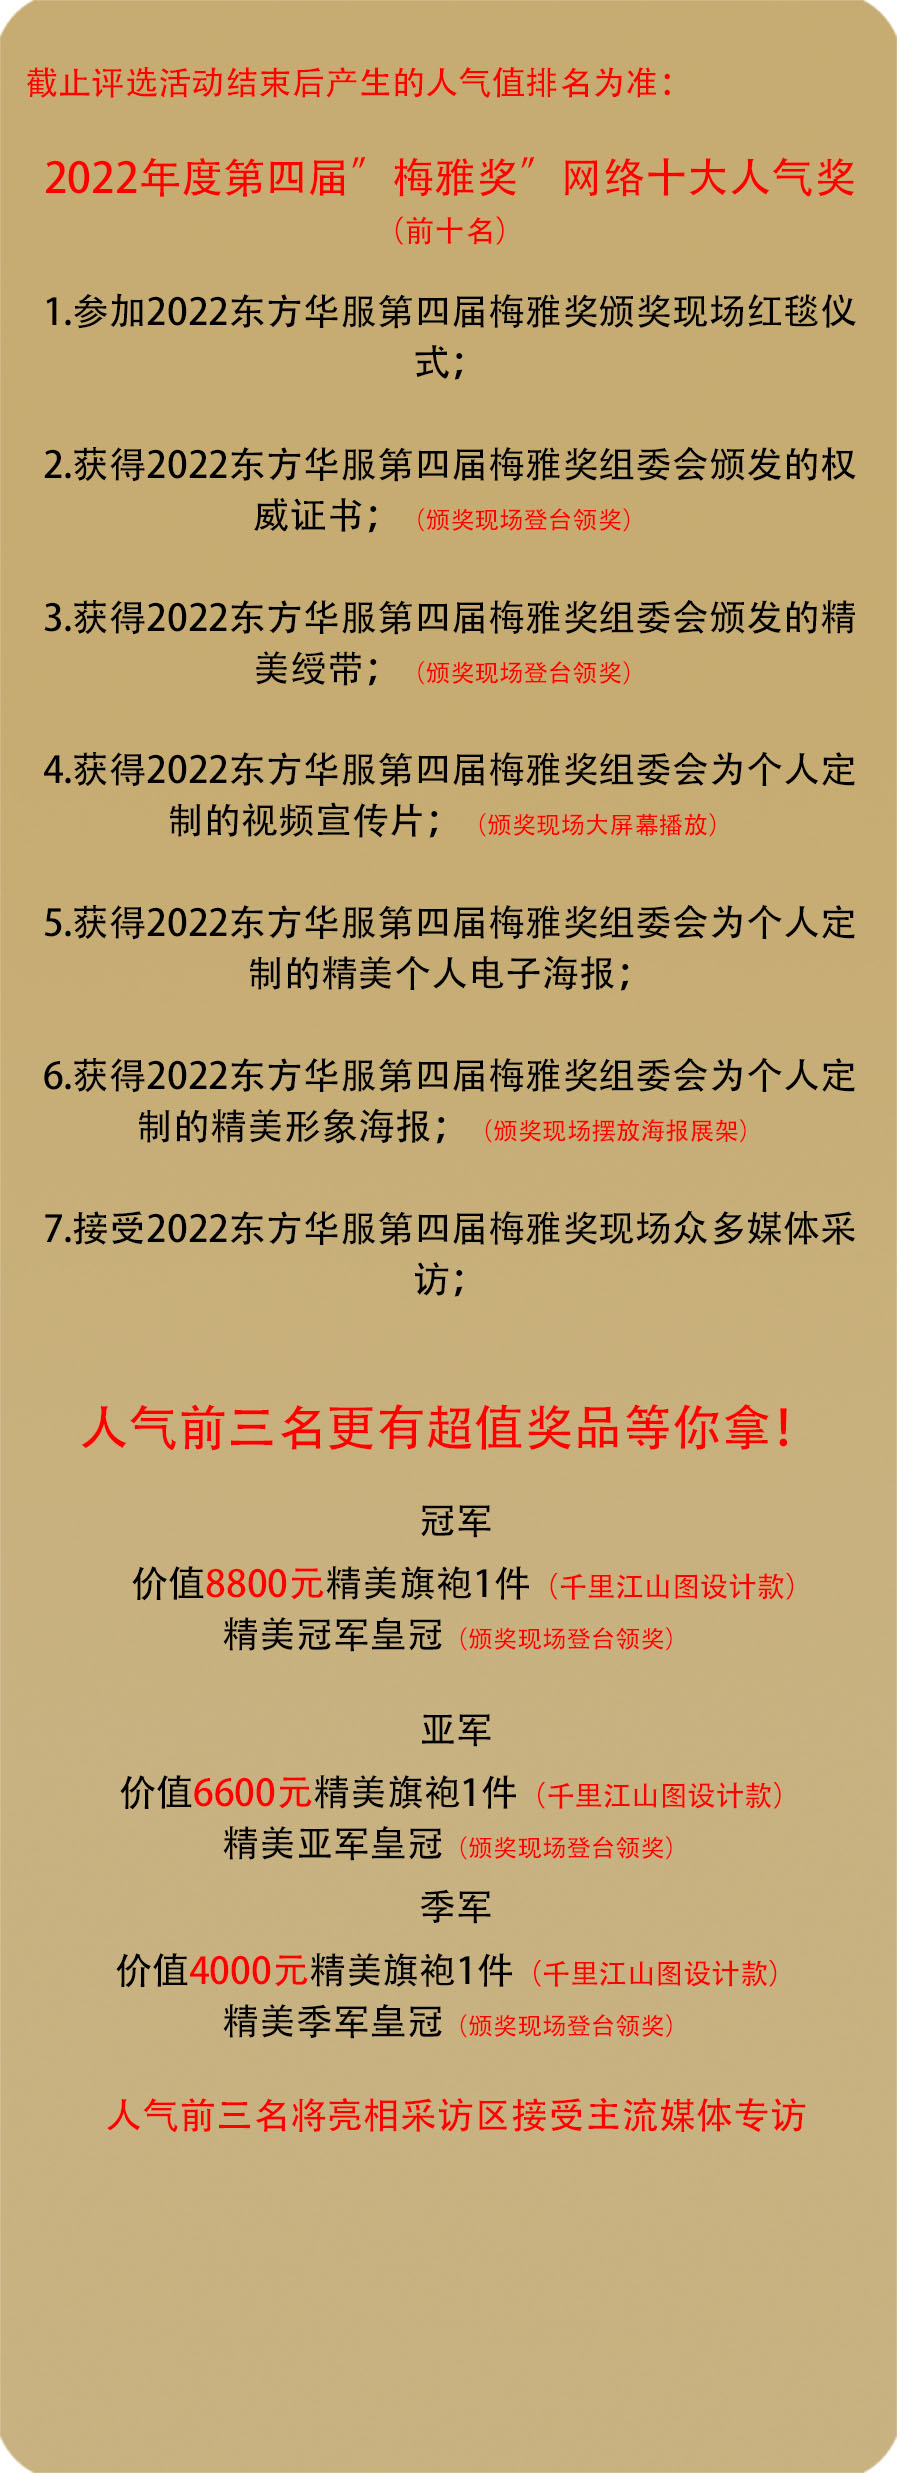 截止评选活动结束后产生的人气值排名为准：
2022年度第四届”梅雅奖”网络十大人气奖
（前十名）
1.参加2022东方华服第四届梅雅奖颁奖现场红毯仪
式；
2.获得2022东方华服第四届梅雅奖组委会颁发的权
威证书；（颁奖现场登台领奖）
3.获得2022东方华服第四届梅雅奖组委会颁发的精
美绶带；（颁奖现场登台领奖）
4.获得2022东方华服第四届梅雅奖组委会为个人定
制的视频宣传片；（颁奖现场大屏幕播放）
5.获得2022东方华服第四届梅雅奖组委会为个人定
制的精美个人电子海报；
6.获得2022东方华服第四届梅雅奖组委会为个人定
制的精美形象海报；（颁奖现场摆放海报展架）
7.接受2022东方华服第四届梅雅奖现场众多媒体采
访；
人气前三名更有超值奖品等你拿！
冠军
价值8800元精美旗袍1件（千里江山图设计款）
精美冠军皇冠（颁奖现场登台领奖）
亚军
价值6600元精美旗袍1件（千里江山图设计款）
精美亚军皇冠（颁奖现场登台领奖）
季军
价值4000元精美旗袍1件（千里江山图设计款）
精美季军皇冠（颁奖现场登台领奖）
人气前三名将亮相采访区接受主流媒体专访